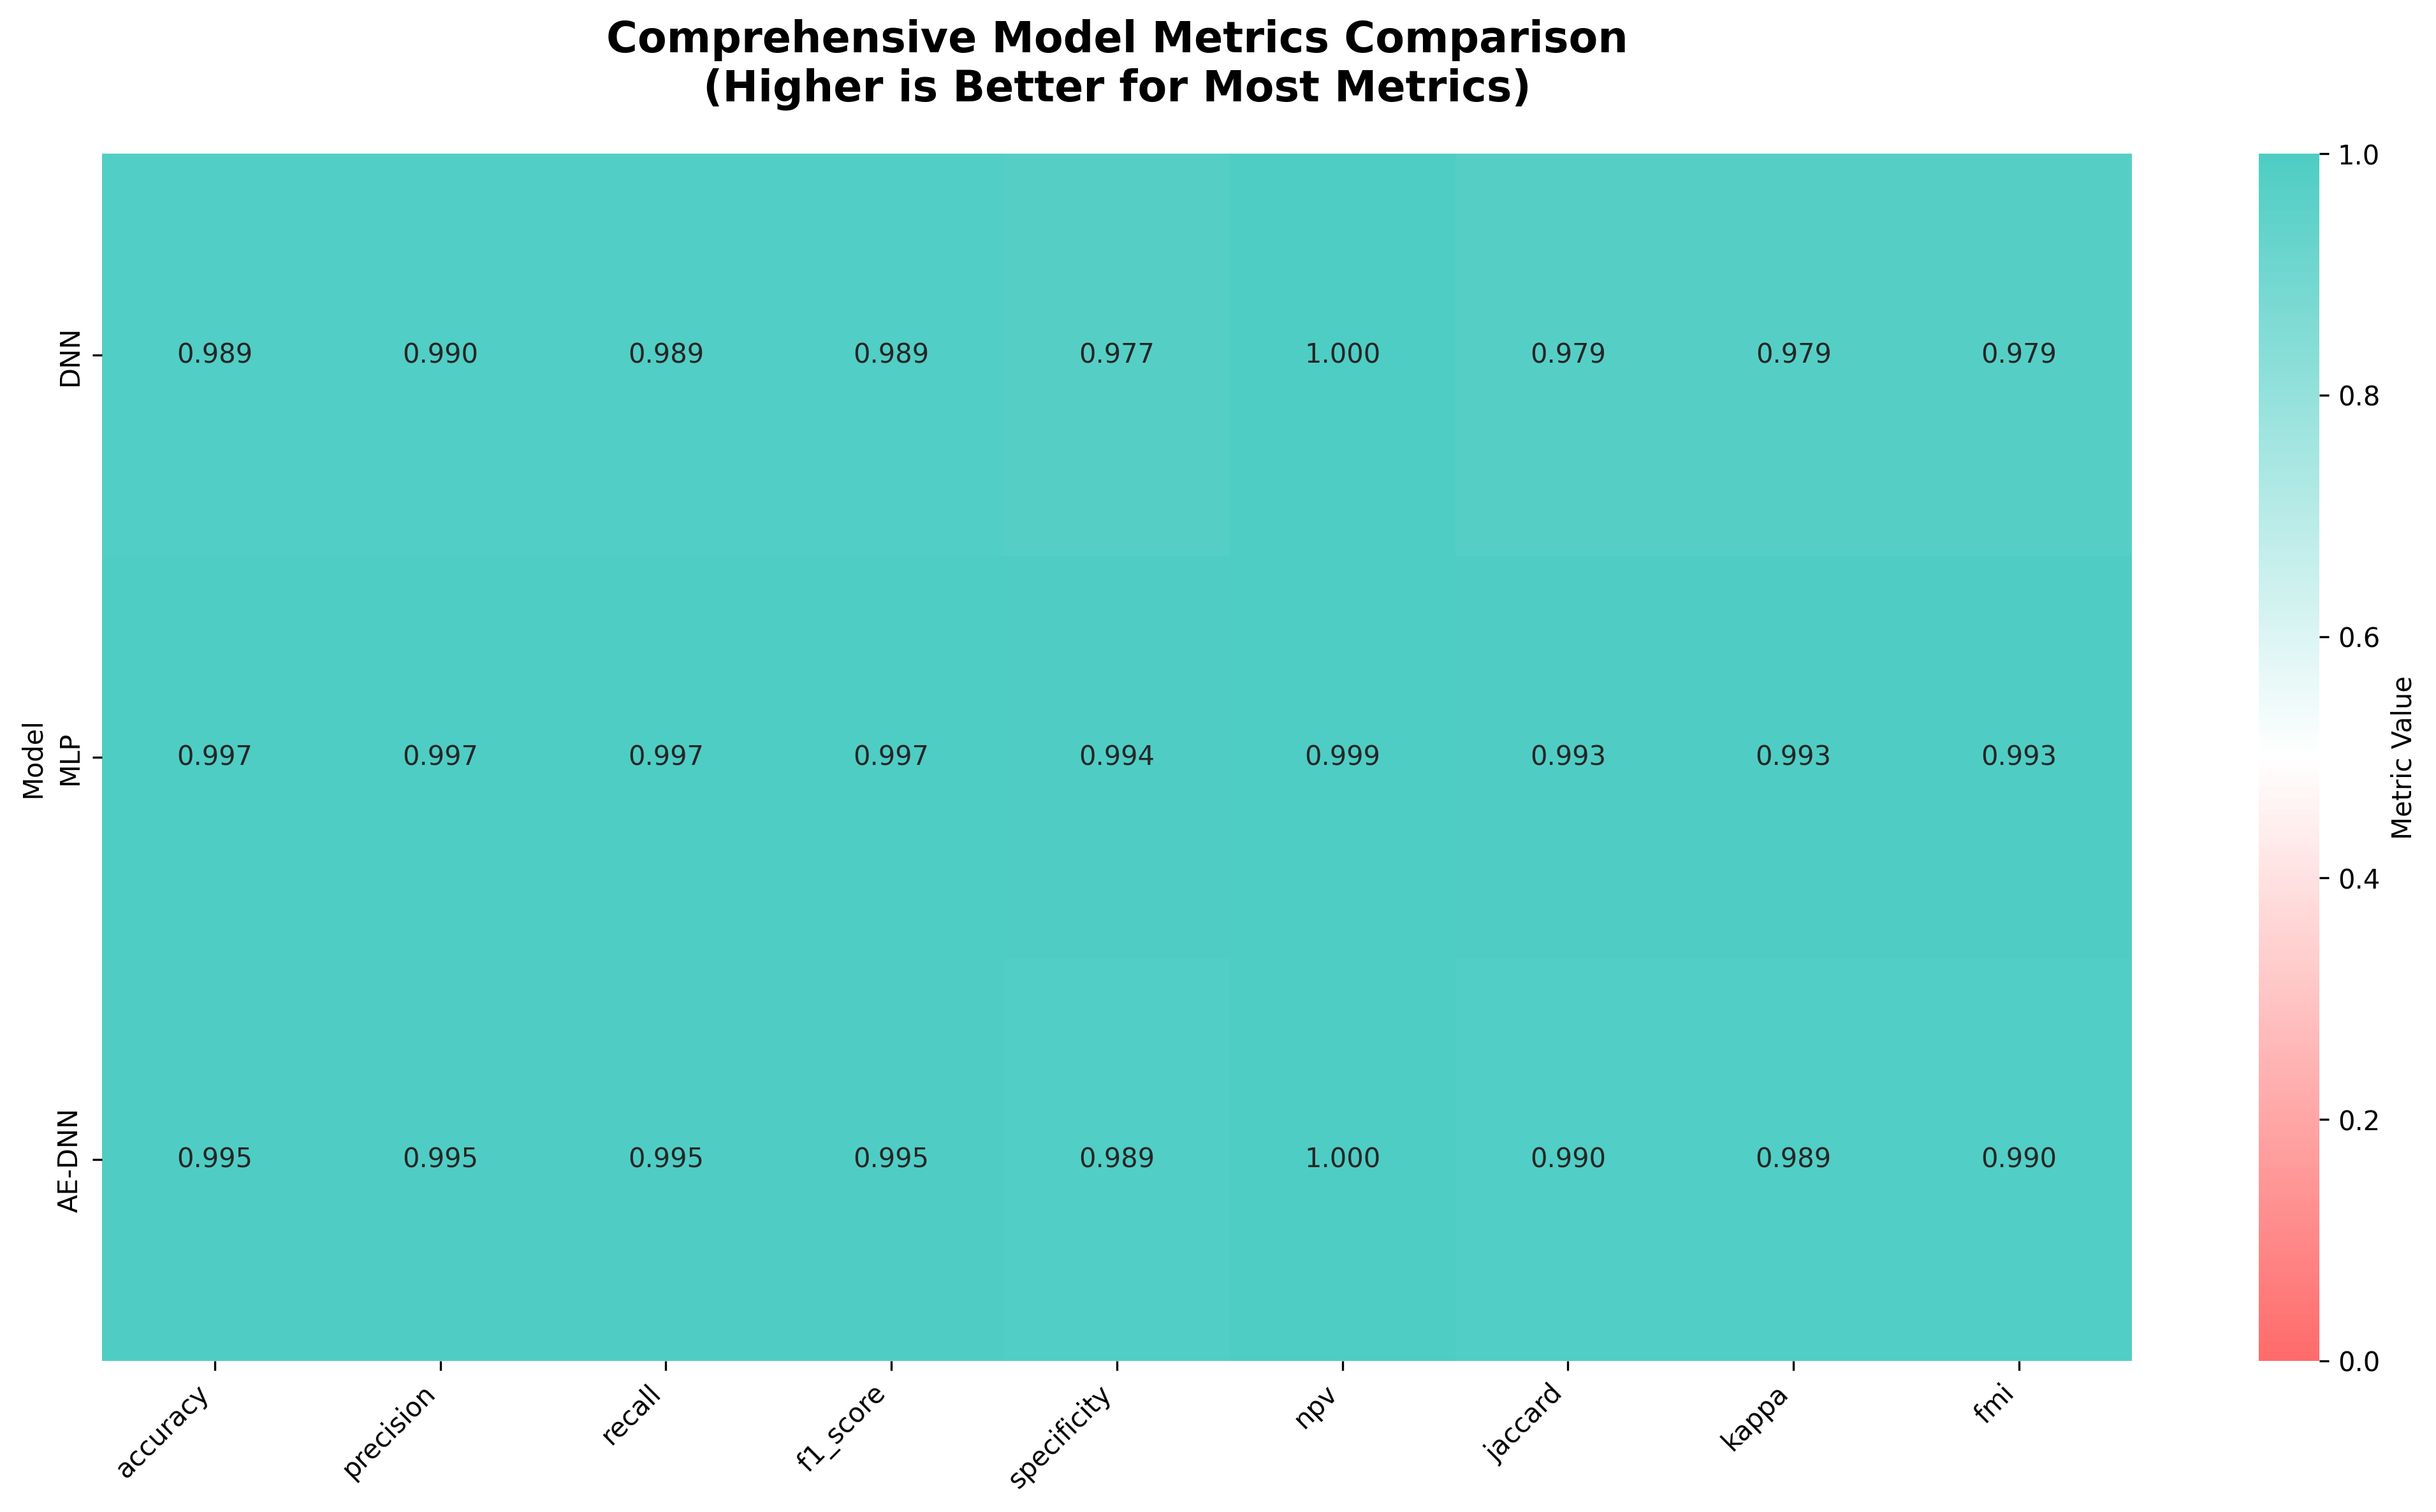 Comprehensive Model Metrics Comparison
(Higher is Better for Most Metrics)
Model
DNN
0.989 0.990 0.989 0.989 0.977 1.000 0.979 0.979 0.979
MLP
0.997 0.997 0.997 0.997 0.994 0.999 0.993 0.993 0.993
AE-DNN
0.995 0.995 0.995 0.995 0.989 1.000 0.990 0.989 0.990
accuracy precision recall f1_score specificity npv jaccard kappa fmi
1.0
0.8
0.6
0.4
0.2
0.0
Metric Value